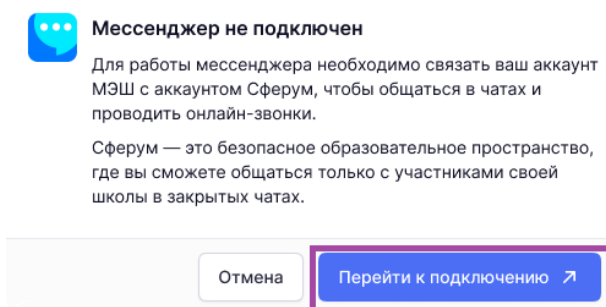 Мессенджер не подключен
Для работы мессенджера необходимо связать ваш аккаунт
МЭШ с аккаунтом Сферум, чтобы общаться в чатах и
проводить онлайн-звонки.
Сферум — это безопасное образовательное пространство,
где вы сможете общаться только с участниками своей
школы в закрытых чатах.
Отмена
Перейти к подключению